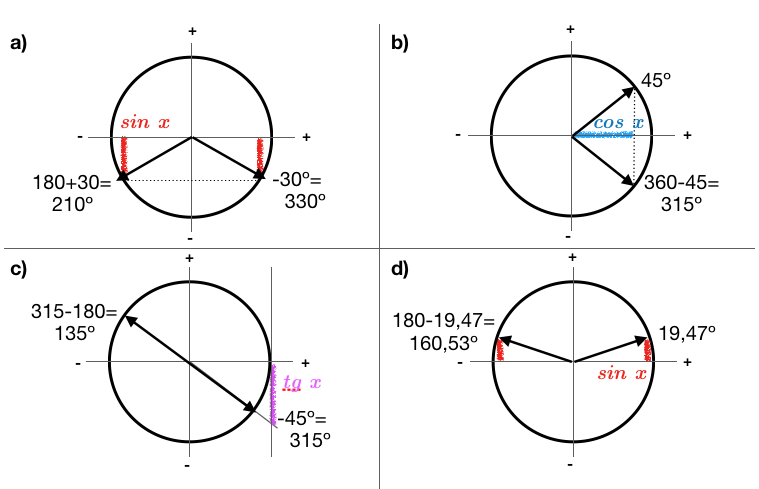 a)
+
sin x
-
+
180+30=
210º
-30º=
330º
-
b)
+
45º
cos x
-
+
360-45=
315º
-
c)
+
315-180=
135º
-
+
tg x
-45º=
315º
-
d)
+
180-19,47=
160,53º
19,47º
-
+
sin x
-